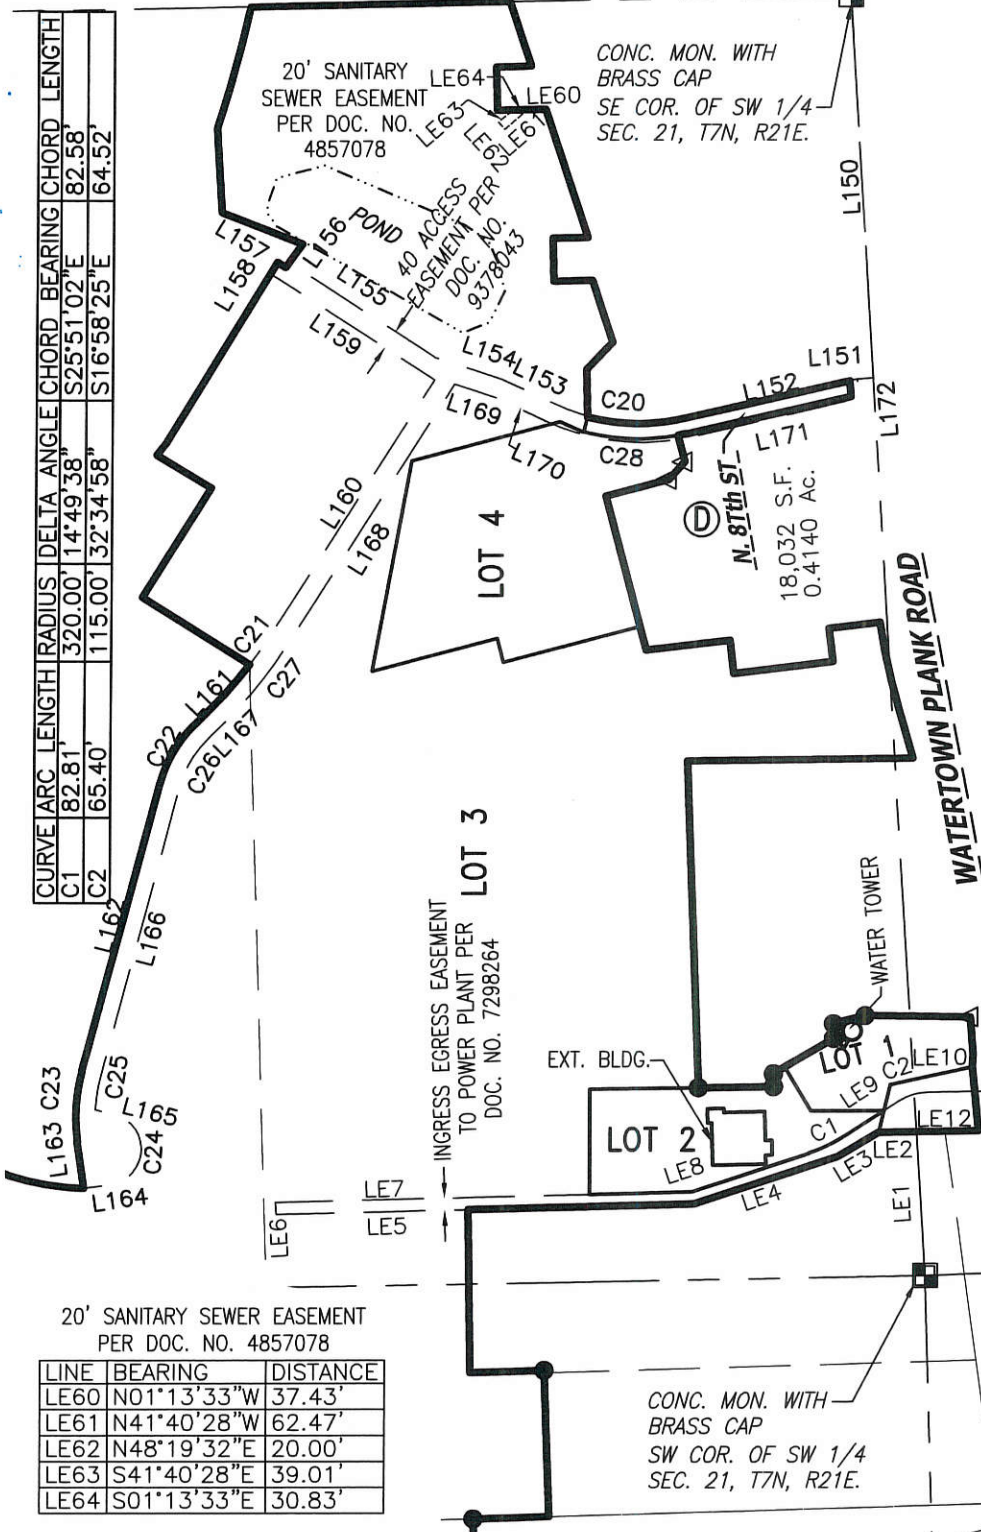 20' SANITARY
SEWER EASEMENT
PER DOC. NO.
4857078
LE64
LE60
LE63
LE62
LE61
CONC. MON. WITH
BRASS CAP
SE COR. OF SW 1/4
SEC. 21, T7N, R21E.
CURVE ARC LENGTH RADIUS DELTA ANGLE CHORD BEARING CHORD LENGTH
C1 82.81' 320.00' 14°49'38" S25°51'02"E 82.58'
C2 65.40' 115.00' 32°34'58" S16°58'25"E 64.52'
L150
POND
40 ACCESS
EASEMENT PER
DOC. NO.
9378043
L157
L156
L158
L155
L159
L154
L153
L151
L152
C20
L172
L169
L170
C28
L171
L160
L168
LOT 4
D
N. 8Tth ST
18,032 S.F.
0.4140 Ac.
C21
L161
C27
C22
C26
L167
WATERTOWN PLANK ROAD
LOT 3
L162
L166
WATER TOWER
INGRESS EGRESS EASEMENT
TO POWER PLANT PER
DOC. NO. 7298264
EXT. BLDG.
LOT 1
C2
LE10
LE9
C23
C25
L165
L163
C24
L164
LOT 2
C1
LE12
LE2
LE8
LE3
LE7
LE4
LE5
LE6
LE1
20' SANITARY SEWER EASEMENT
PER DOC. NO. 4857078
LINE BEARING DISTANCE
LE60 N01°13'33"W 37.43'
LE61 N41°40'28"W 62.47'
LE62 N48°19'32"E 20.00'
LE63 S41°40'28"E 39.01'
LE64 S01°13'33"E 30.83'
CONC. MON. WITH
BRASS CAP
SW COR. OF SW 1/4
SEC. 21, T7N, R21E.